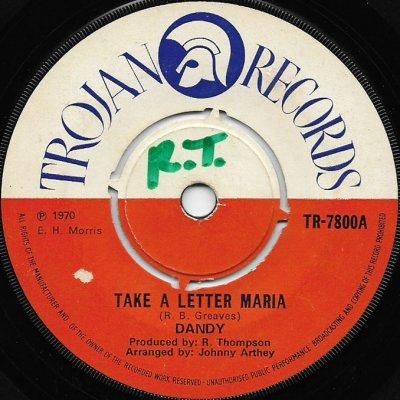 TROJAN RECORDS
R.T.
℗ 1970
E. H. Morris
TR-7800A
TAKE A LETTER MARIA
(R. B. Greaves)
DANDY
Produced by: R. Thompson
Arranged by: Johnny Arthey
ALL RIGHTS OF THE MANUFACTURER AND OF THE OWNER OF THE RECORDED WORK RESERVED-UNAUTHORISED PUBLIC PERFORMANCE, BROADCASTING AND COPYING OF THIS RECORD PROHIBITED